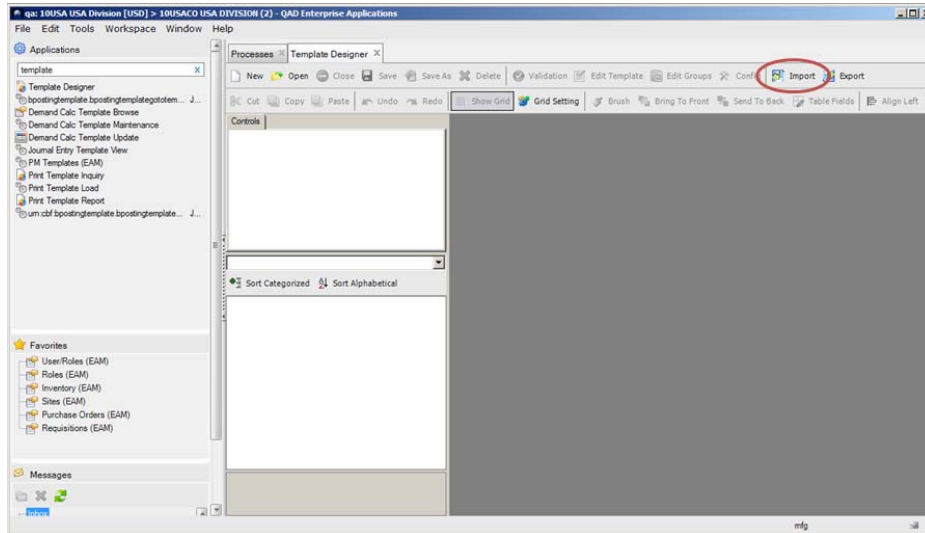 qa: 10USA USA Division [USD] > 10USACO USA DIVISION (2) - QAD Enterprise Applications
File Edit Tools Workspace Window Help
Applications
template
Template Designer
bpostingtemplate.bpostingtemplategototem... J...
Demand Calc Template Browse
Demand Calc Template Maintenance
Demand Calc Template Update
Journal Entry Template View
PM Templates (EAM)
Print Template Inquiry
Print Template Load
Print Template Report
urn:cbf:bpostingtemplate.bpostingtemplate... J...
Favorites
User/Roles (EAM)
Roles (EAM)
Inventory (EAM)
Sites (EAM)
Purchase Orders (EAM)
Requisitions (EAM)
Messages
Inbox
Processes Template Designer
New Open Close Save Save As Delete Validation Edit Template Edit Groups Import Export
Cut Copy Paste Undo Redo Show Grid Grid Setting Brush Bring To Front Send To Back Table Fields Align Left
Controls
Sort Categorized Sort Alphabetical
mfg